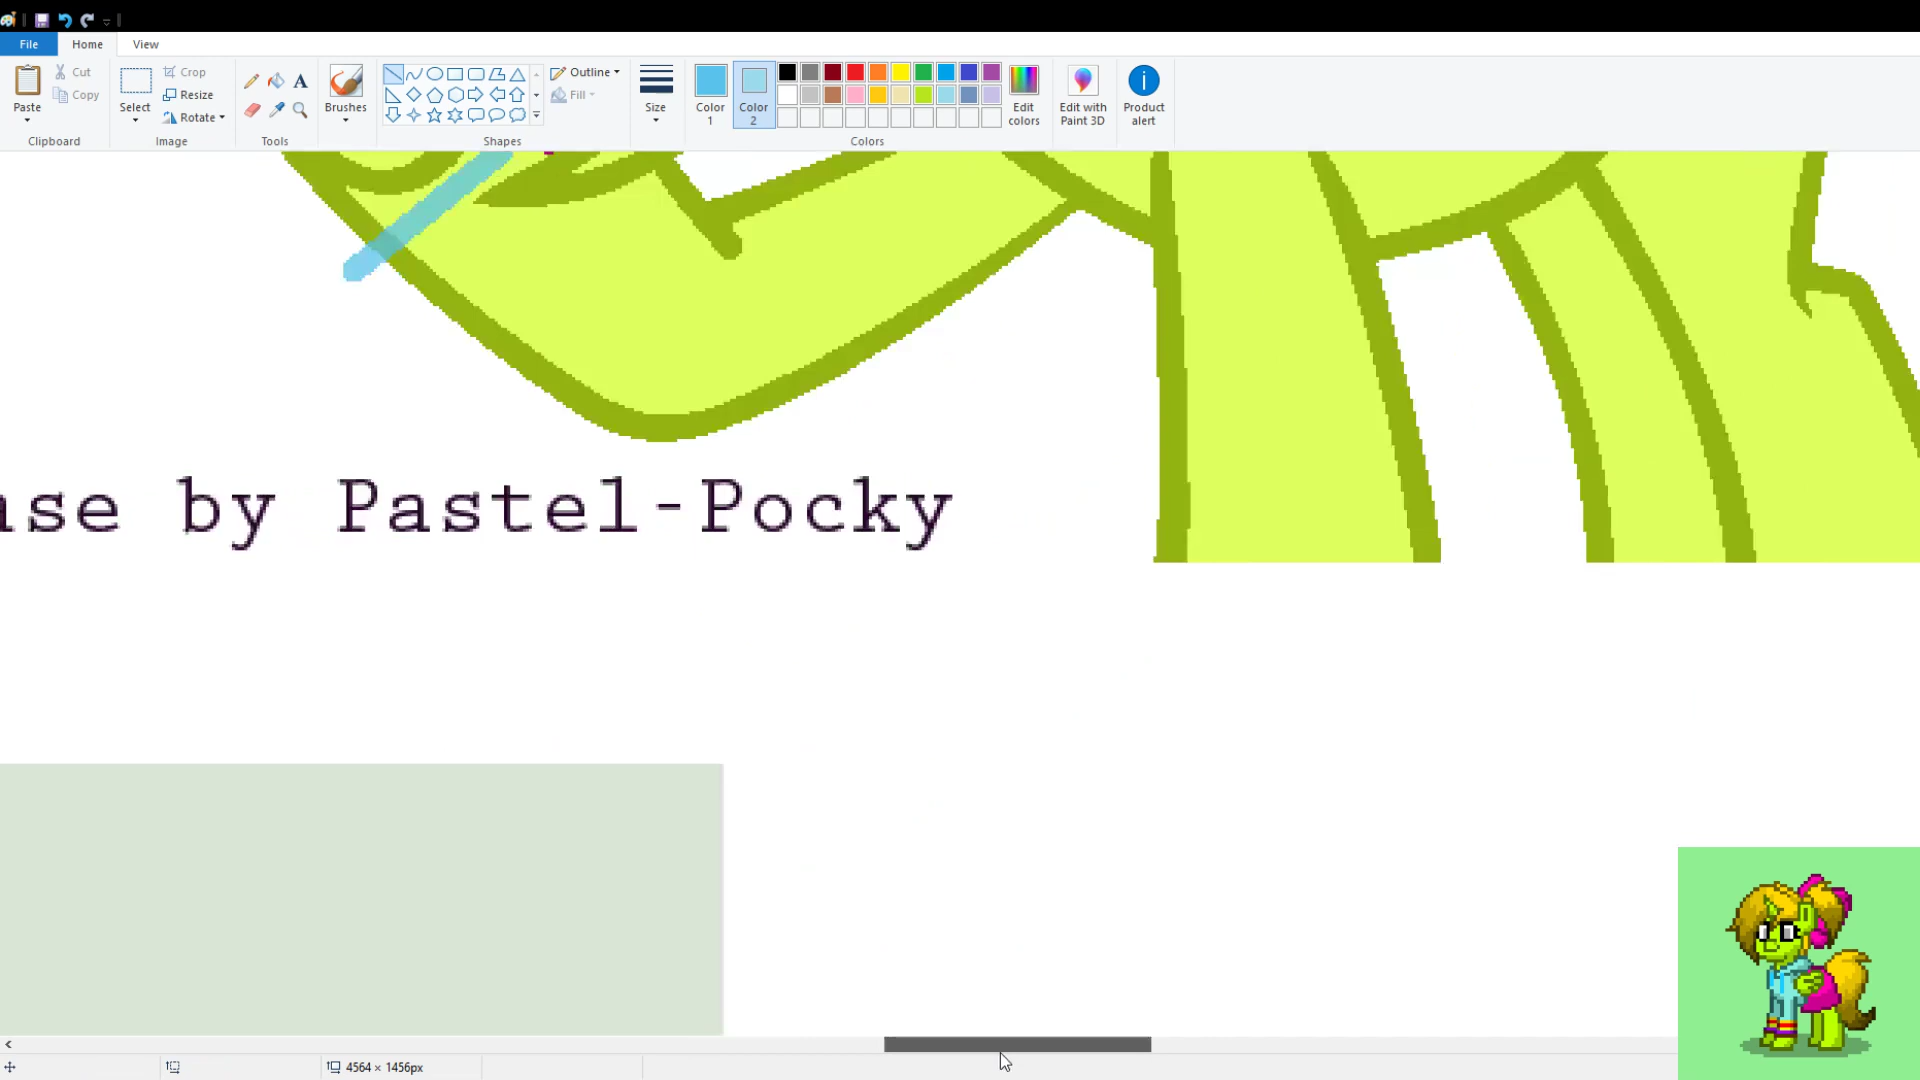 File Home View
Paste
Cut
Copy
Clipboard
Select
Crop
Resize
Rotate
Image
A
Tools
Brushes
Outline
Fill
Shapes
Size
Color 1
Color 2
Edit colors
Colors
Edit with Paint 3D
Product alert
ase by Pastel-Pocky
4564 × 1456px